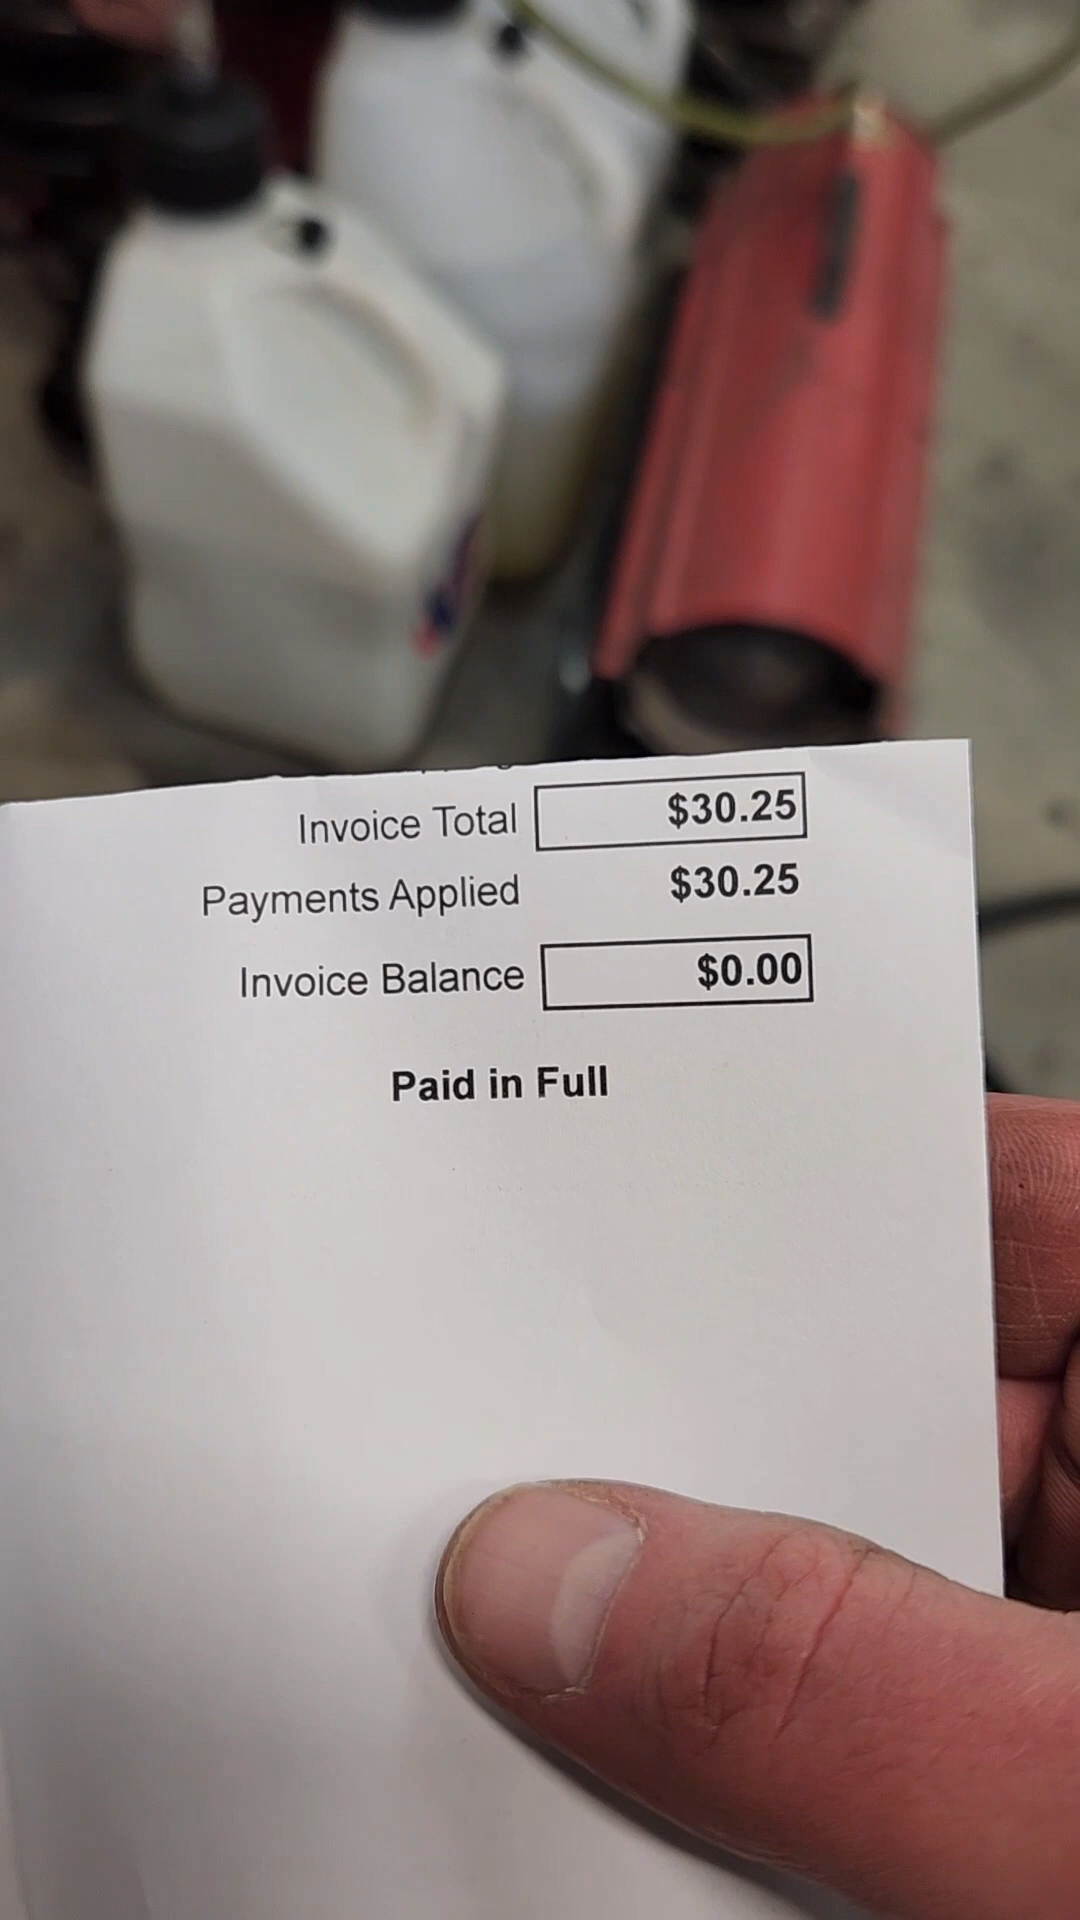 Invoice Total $30.25
Payments Applied $30.25
Invoice Balance $0.00
Paid in Full